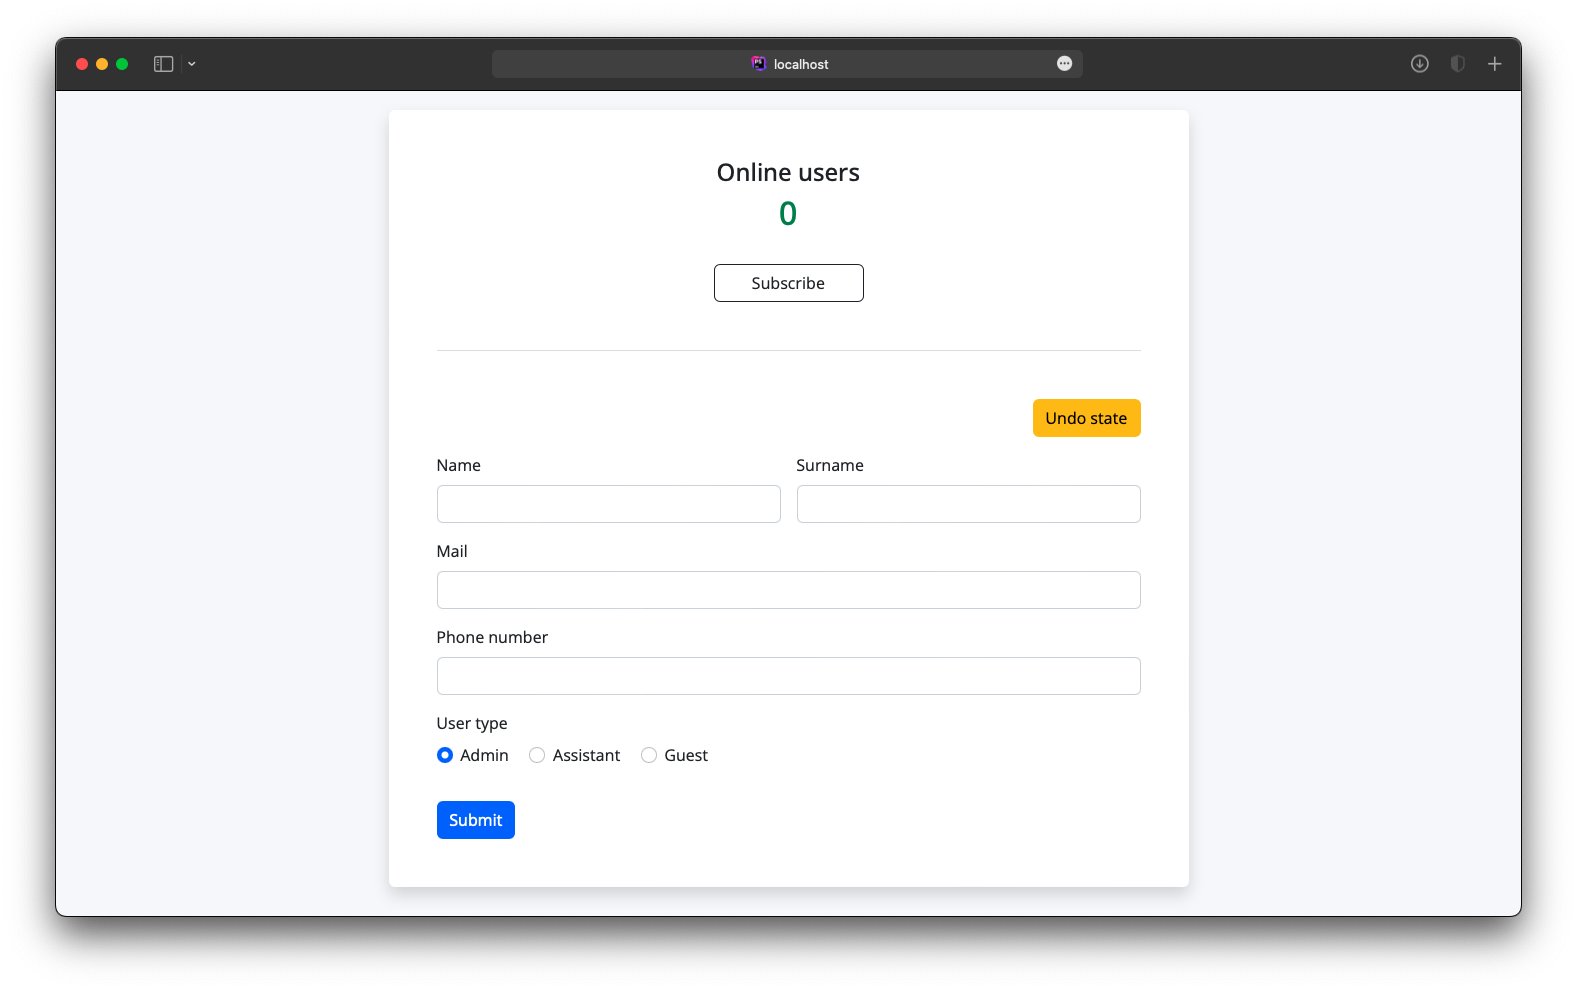 localhost
Online users
0
Subscribe
Undo state
Name Surname
Mail
Phone number
User type
Admin Assistant Guest
Submit